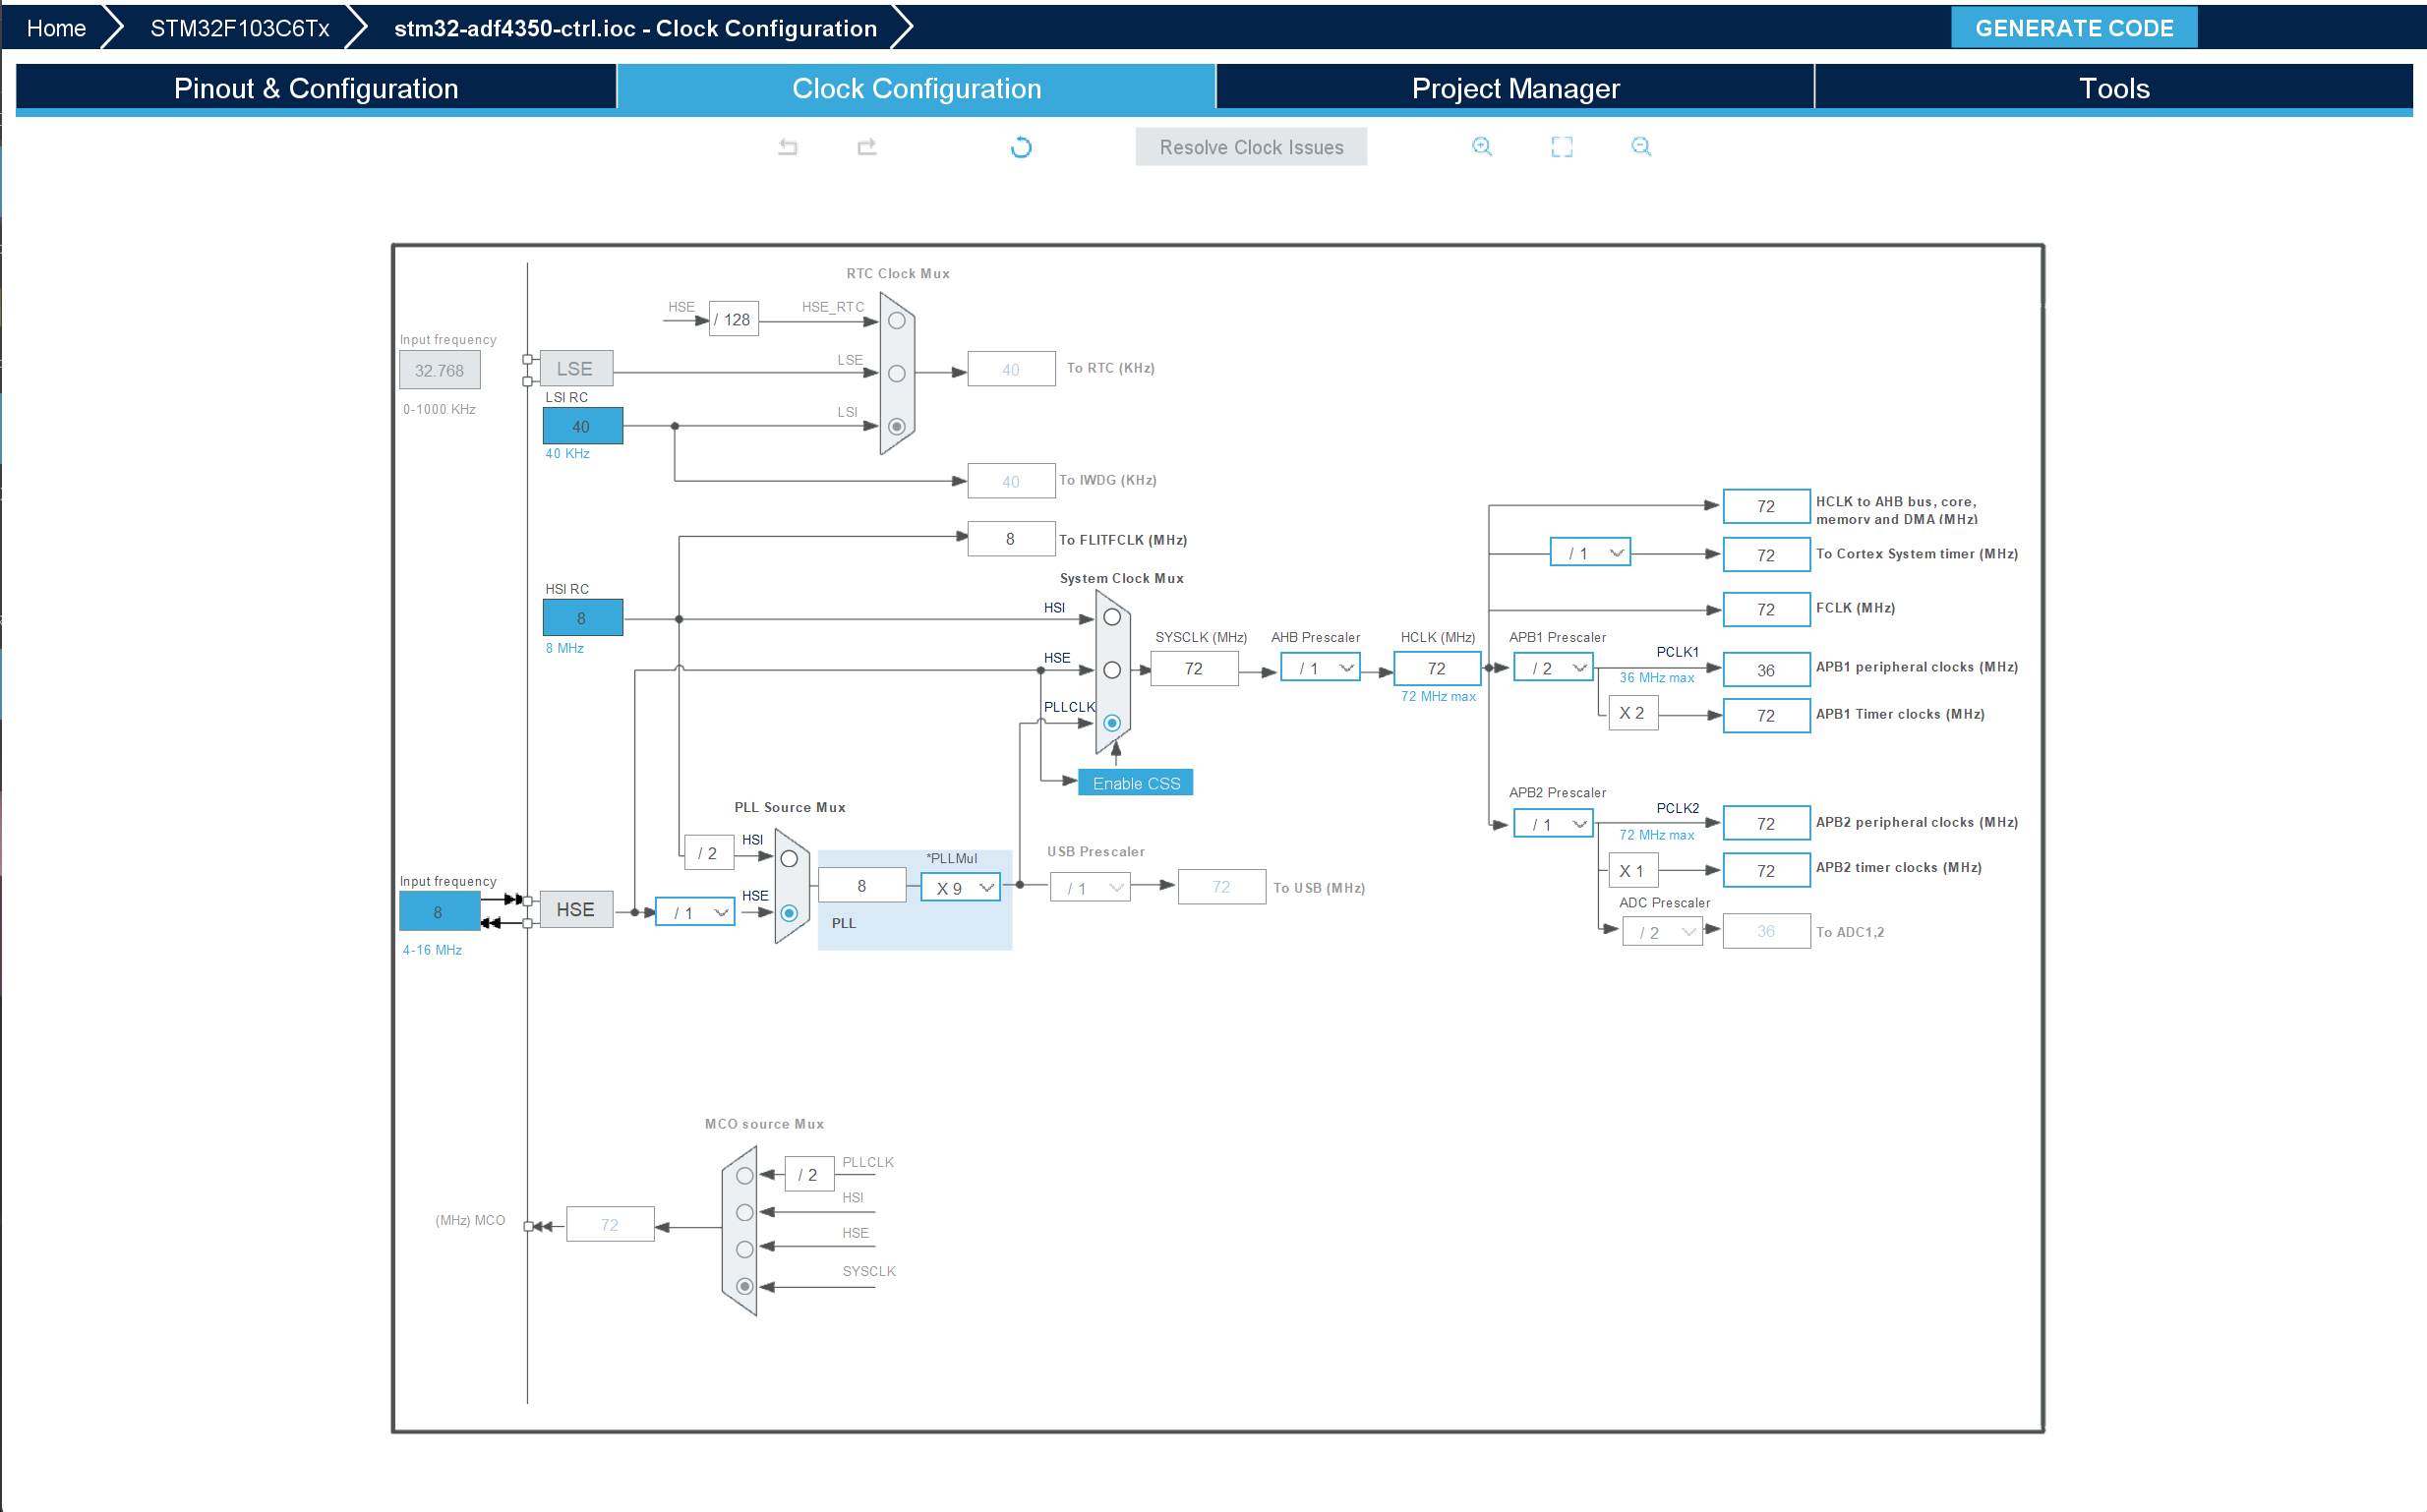 Home
STM32F103C6Tx
stm32-adf4350-ctrl.ioc - Clock Configuration
GENERATE CODE
Pinout & Configuration
Clock Configuration
Project Manager
Tools
Resolve Clock Issues
RTC Clock Mux
HSE
/ 128
HSE_RTC
Input frequency
32.768
0-1000 KHz
LSE
LSE
40
To RTC (KHz)
LSI RC
40
40 KHz
LSI
40
To IWDG (KHz)
8
To FLITFCLK (MHz)
HSI RC
8
8 MHz
System Clock Mux
HSI
HSE
PLLCLK
SYSCLK (MHz)
72
AHB Prescaler
/ 1
HCLK (MHz)
72
72 MHz max
Enable CSS
72
HCLK to AHB bus, core,
memory and DMA (MHz)
/ 1
72
To Cortex System timer (MHz)
72
FCLK (MHz)
APB1 Prescaler
/ 2
PCLK1
36 MHz max
36
APB1 peripheral clocks (MHz)
X 2
72
APB1 Timer clocks (MHz)
APB2 Prescaler
/ 1
PCLK2
72 MHz max
72
APB2 peripheral clocks (MHz)
X 1
72
APB2 timer clocks (MHz)
ADC Prescaler
/ 2
36
To ADC1,2
PLL Source Mux
/ 2
HSI
Input frequency
8
4-16 MHz
HSE
/ 1
HSE
8
*PLLMul
X 9
PLL
USB Prescaler
/ 1
72
To USB (MHz)
MCO source Mux
/ 2
PLLCLK
HSI
HSE
SYSCLK
(MHz) MCO
72